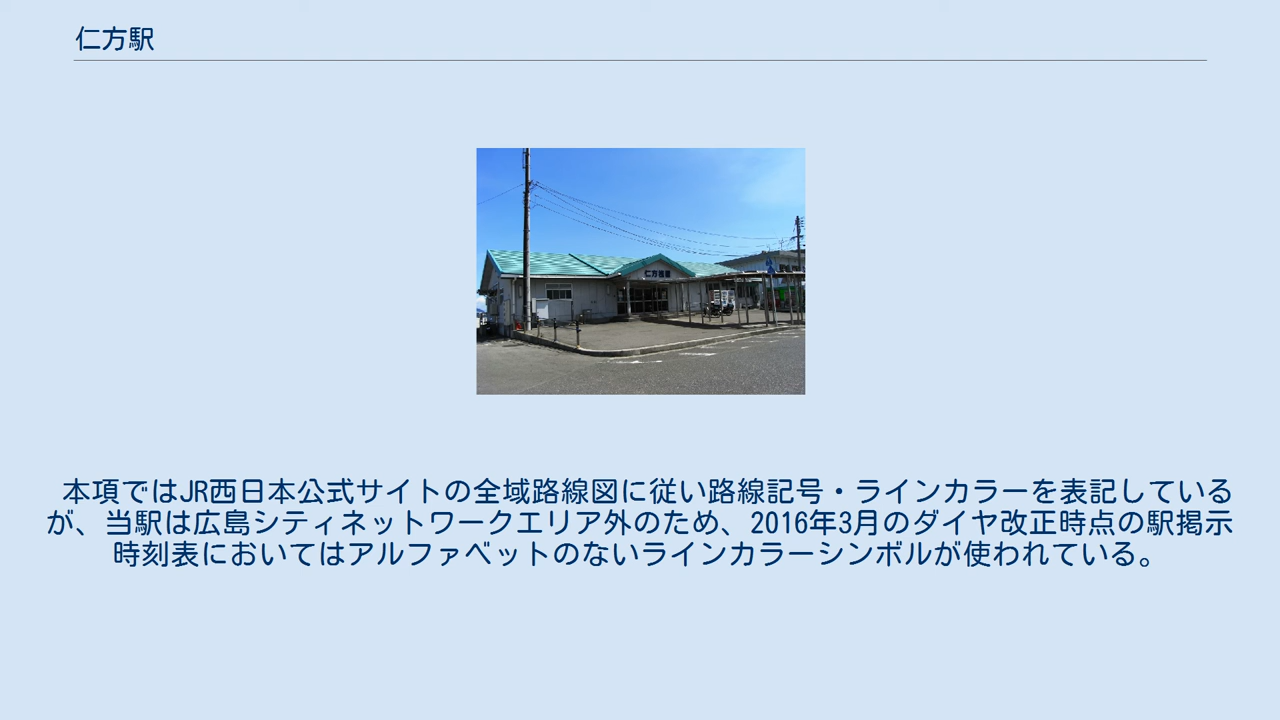 仁方駅
仁方駅
本項ではJR西日本公式サイトの全域路線図に従い路線記号・ラインカラーを表記している
が、当駅は広島シティネットワークエリア外のため、2016年3月のダイヤ改正時点の駅掲示
時刻表においてはアルファベットのないラインカラーシンボルが使われている。